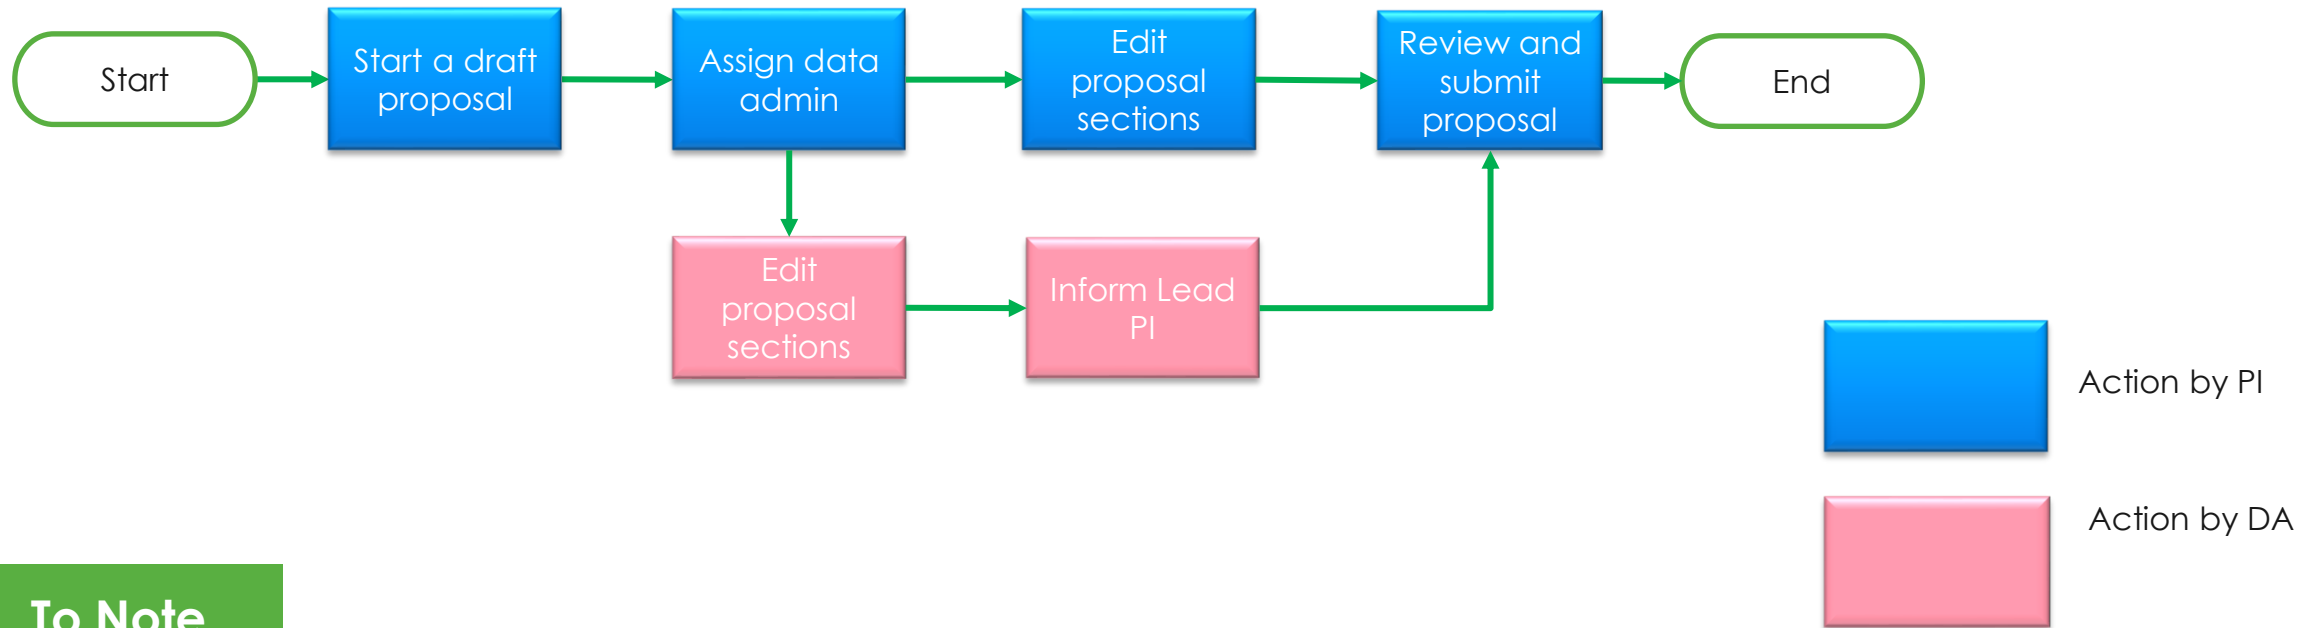 Start
Start a draft
proposal
Assign data
admin
Edit
proposal
sections
Review and
submit
proposal
End
Edit
proposal
sections
Inform Lead
PI
Action by PI
Action by DA
To Note